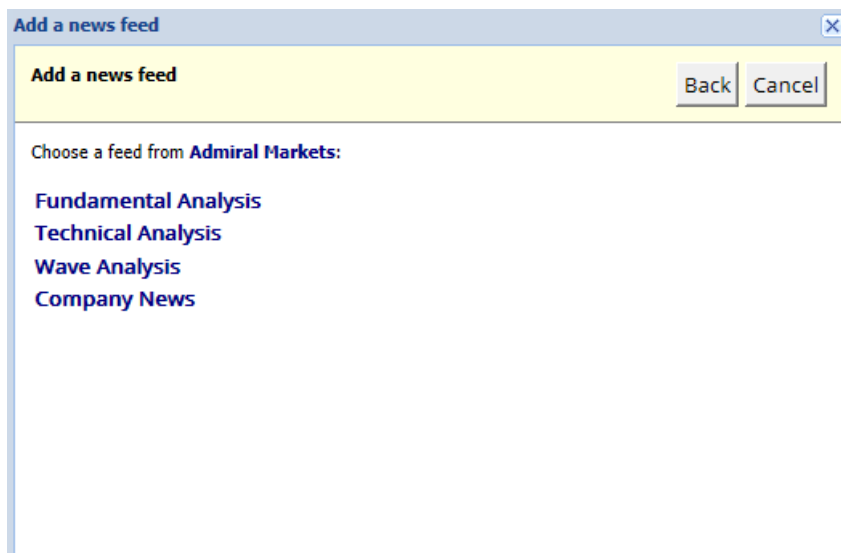 Add a news feed
Add a news feed
Back Cancel
Choose a feed from Admiral Markets:
Fundamental Analysis
Technical Analysis
Wave Analysis
Company News